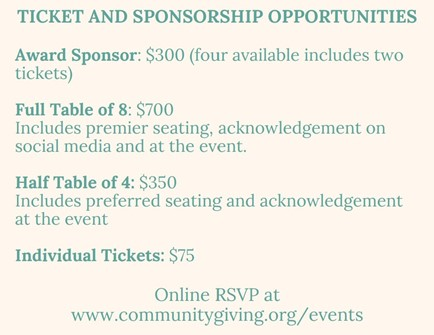 TICKET AND SPONSORSHIP OPPORTUNITIES
Award Sponsor: $300 (four available includes two
tickets)
Full Table of 8: $700
Includes premier seating, acknowledgement on
social media and at the event.
Half Table of 4: $350
Includes preferred seating and acknowledgement
at the event
Individual Tickets: $75
Online RSVP at
www.communitygiving.org/events